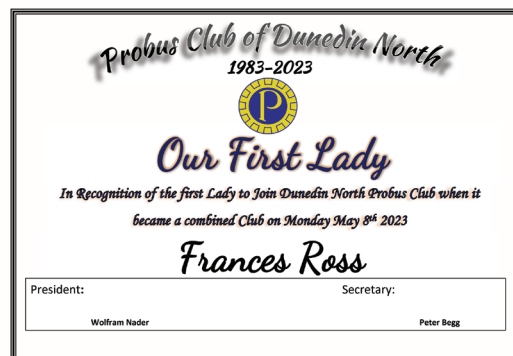 Probus Club of Dunedin North
1983-2023
P
Our First Lady
In Recognition of the first Lady to Join Dunedin North Probus Club when it
became a combined Club on Monday May 8th 2023
Frances Ross
President: Secretary:
Wolfram Nader Peter Begg